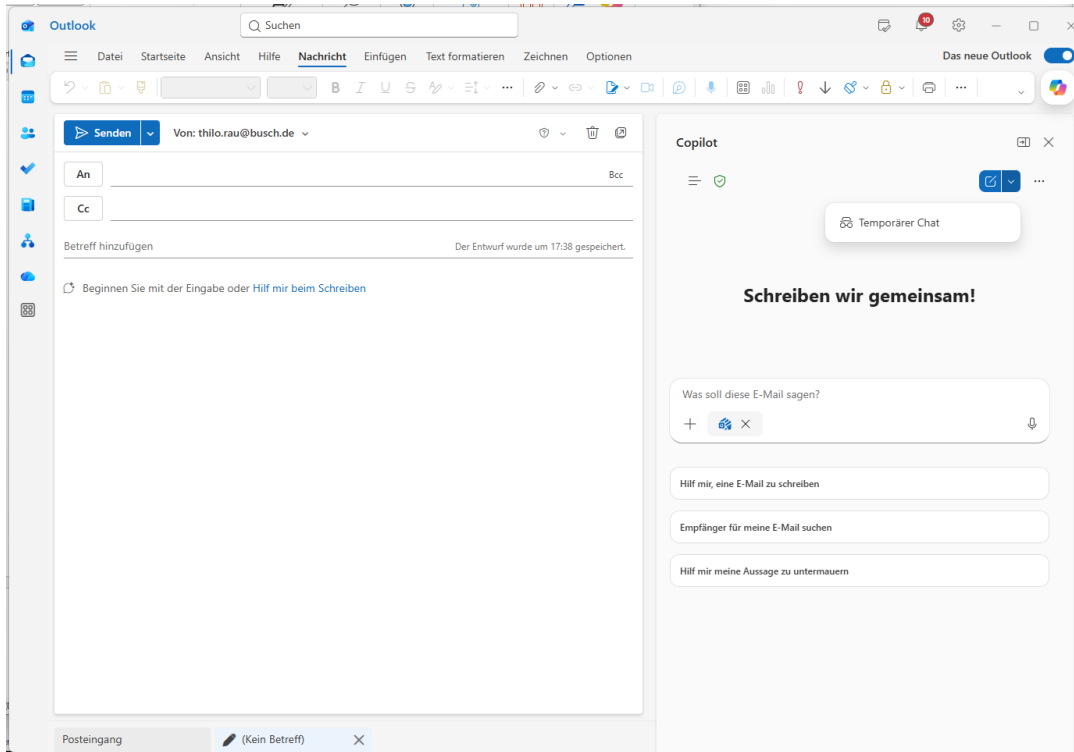 Outlook
Suchen
10
Datei Startseite Ansicht Hilfe Nachricht Einfügen Text formatieren Zeichnen Optionen
Das neue Outlook
Senden
Von: thilo.rau@busch.de
An
Bcc
Cc
Betreff hinzufügen
Der Entwurf wurde um 17:38 gespeichert.
Beginnen Sie mit der Eingabe oder Hilf mir beim Schreiben
Posteingang
(Kein Betreff)
Copilot
Temporärer Chat
Schreiben wir gemeinsam!
Was soll diese E-Mail sagen?
Hilf mir, eine E-Mail zu schreiben
Empfänger für meine E-Mail suchen
Hilf mir meine Aussage zu untermauern